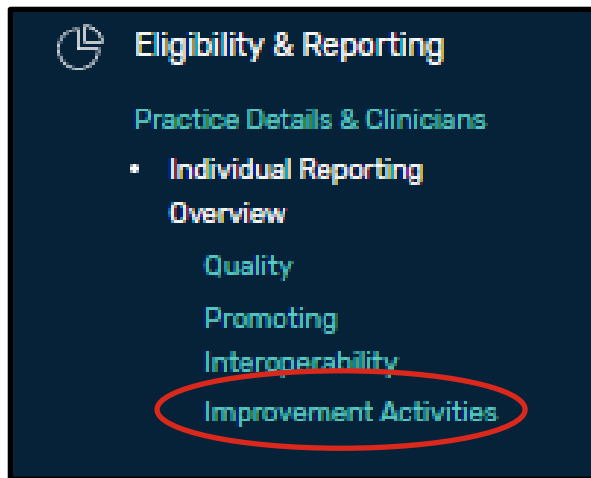 Eligibility & Reporting
Practice Details & Clinicians
• Individual Reporting
Overview
Quality
Promoting
Interoperability
Improvement Activities